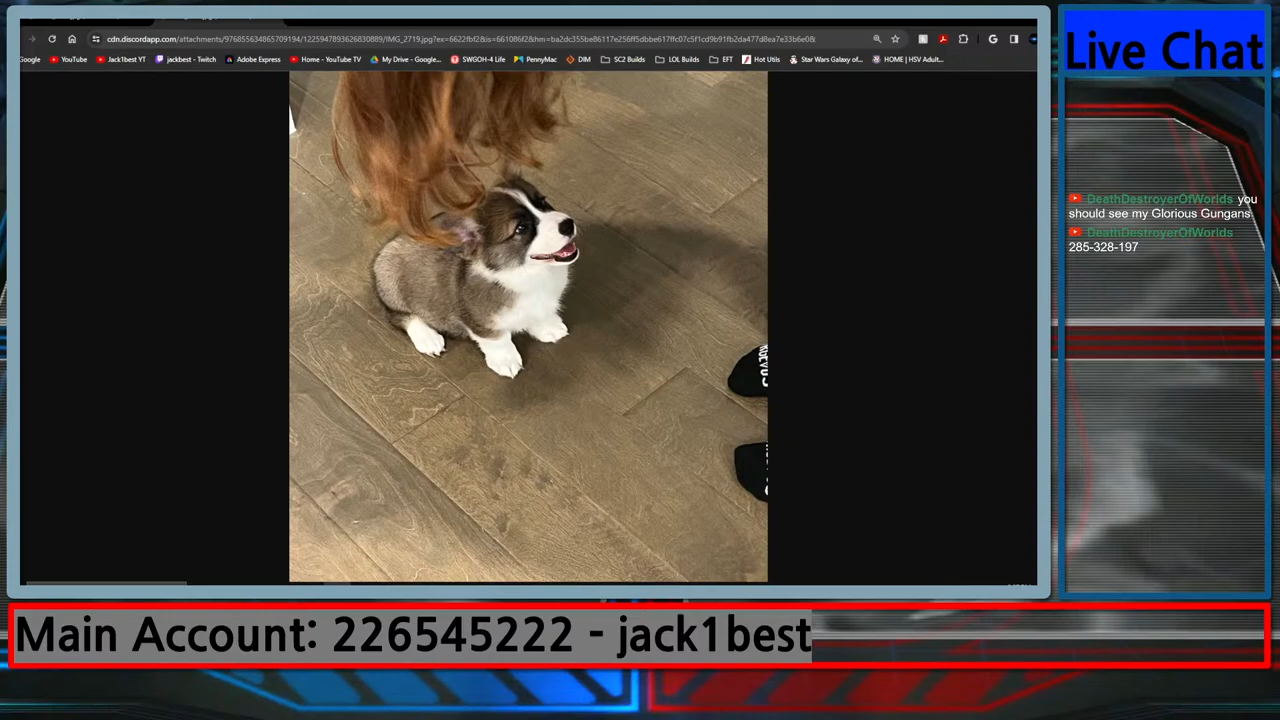 cdn.discordapp.com/attachments/976855634865709194/1225947893626830889/IMG_2719.jpg?ex=6622fbf2&is=661086f2&hm=ba2dc355be86117e256ff5dbbe617ffc07c5f1cd9b91fb2da477d8ea7e33b6e08&
Google YouTube Jack1best YT jackbest - Twitch Adobe Express Home - YouTube TV My Drive - Google... SWGOH-4 Life PennyMac DIM SC2 Builds LOL Builds EFT Hot Utils Star Wars Galaxy of... HOME | HSV Adult...
Live Chat
DeathDestroyerOfWorlds you
should see my Glorious Gungans
DeathDestroyerOfWorlds
285-328-197
Main Account: 226545222 - jack1best